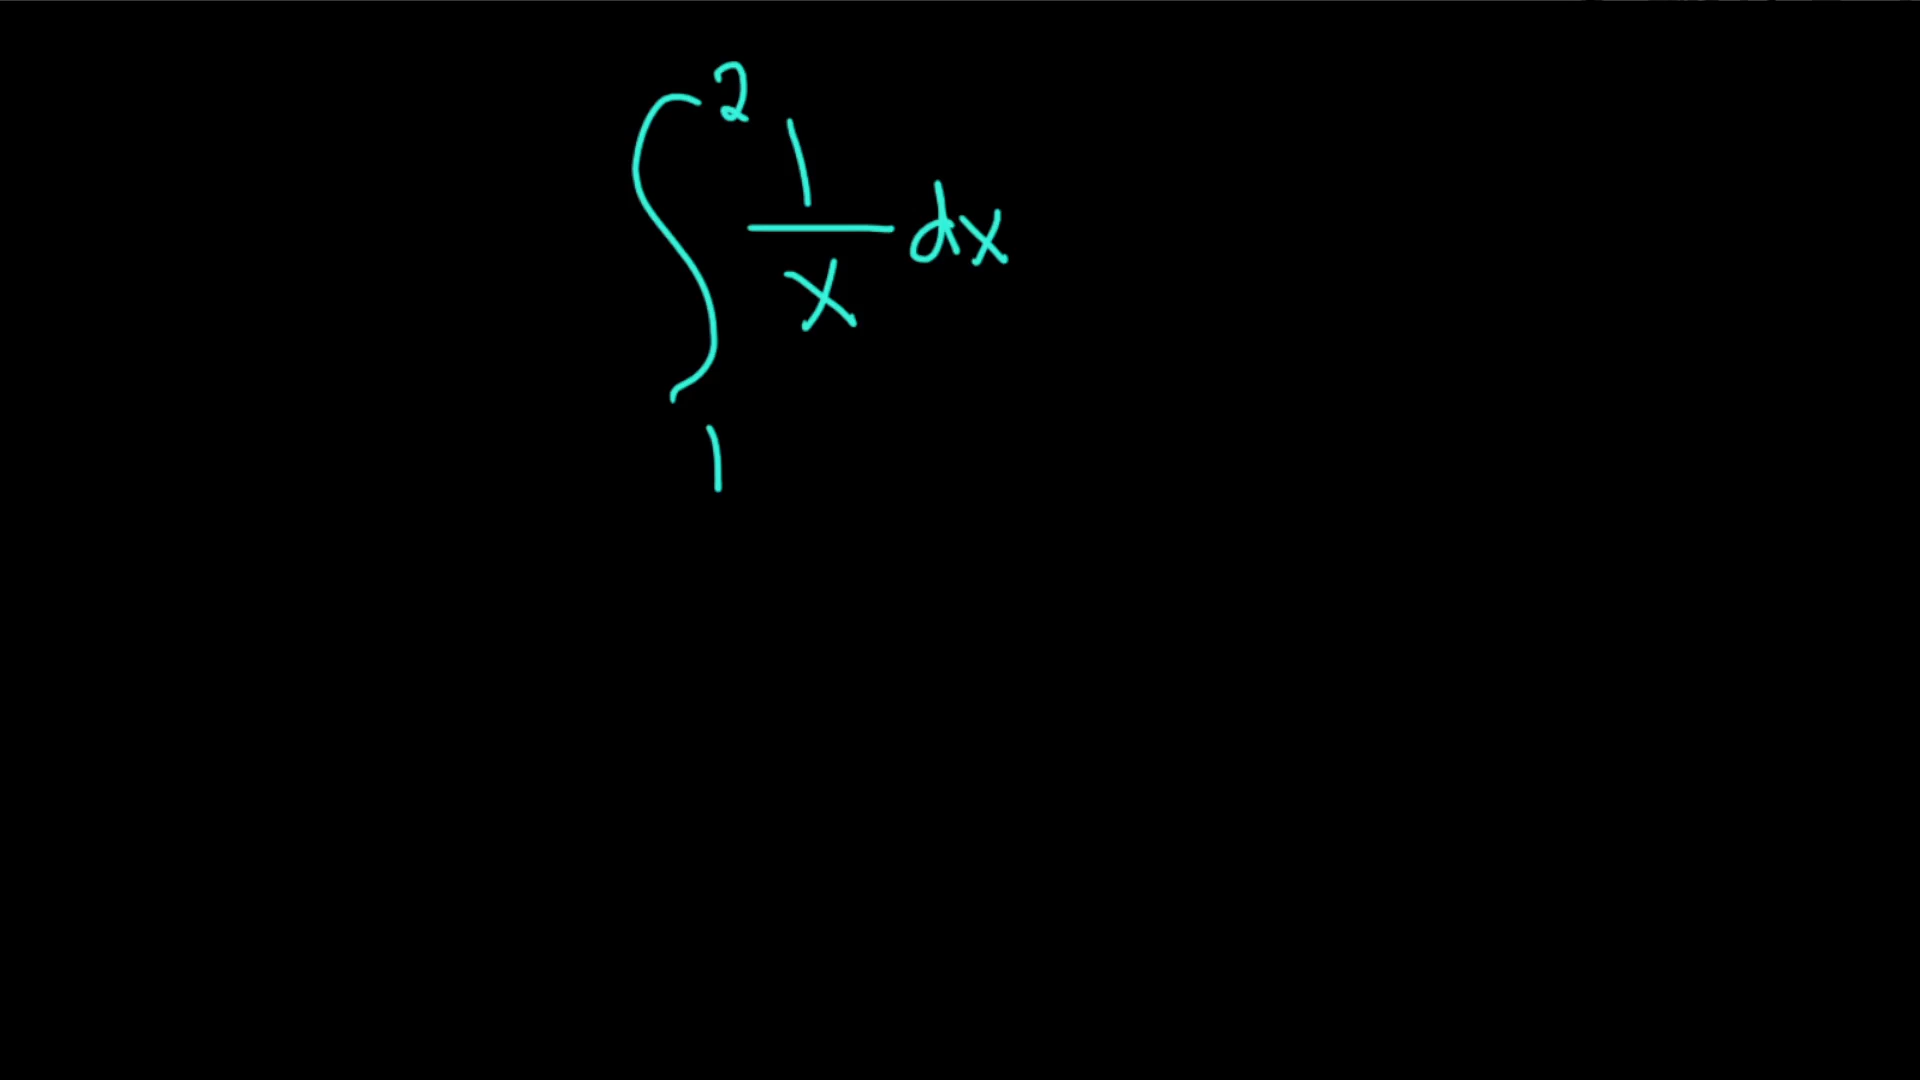 ∫₁² 1/x dx